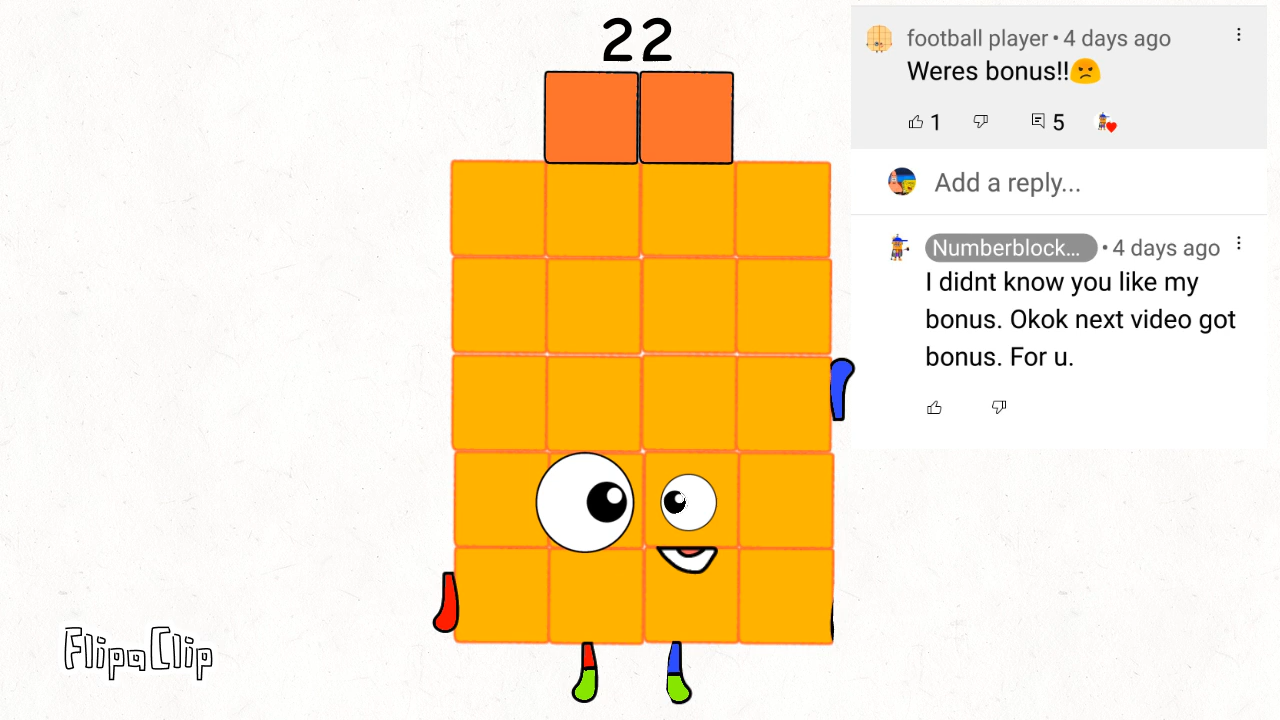 22
football player • 4 days ago
Weres bonus!!😠
1
5
Add a reply...
Numberblock... • 4 days ago
I didnt know you like my
bonus. Okok next video got
bonus. For u.
FlipaClip